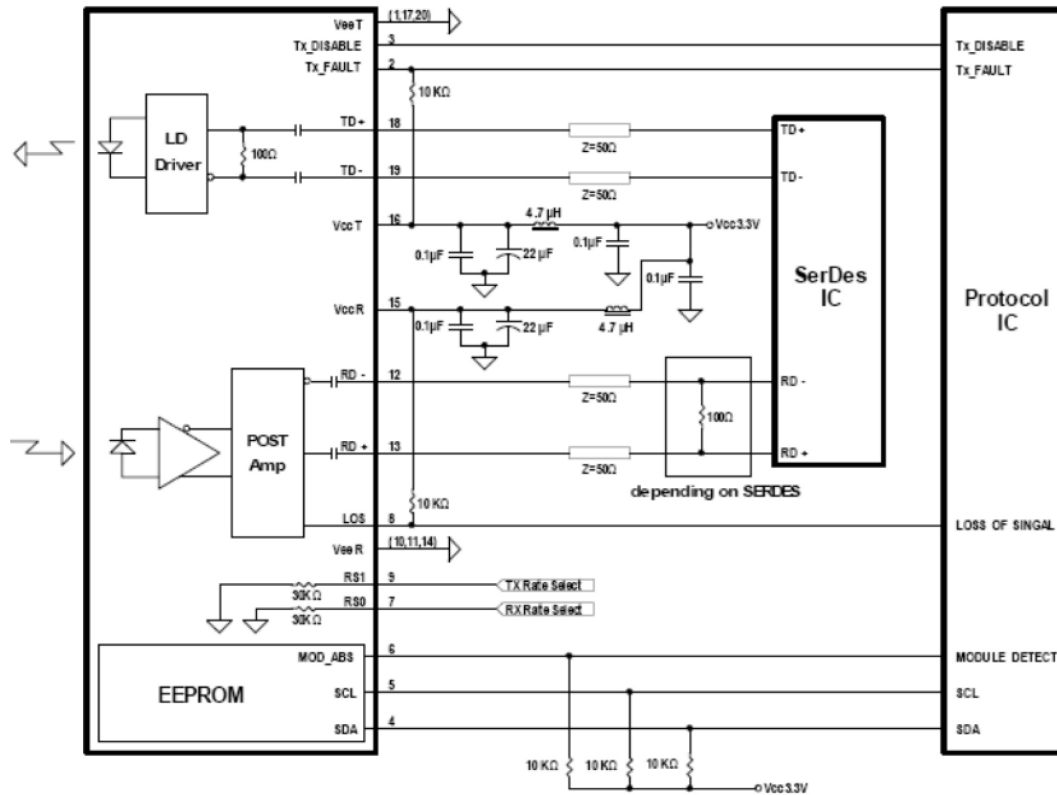 VeeT
(1,17,20)
Tx_DISABLE
3
Tx_DISABLE
Tx_FAULT
2
Tx_FAULT
10 KΩ
LD
Driver
100Ω
TD+
18
Z=50Ω
TD+
TD -
19
Z=50Ω
TD -
VccT
16
4.7 µH
Vcc3.3V
0.1µF
22 µF
0.1µF
0.1µF
SerDes
IC
Protocol
IC
VccR
15
0.1µF
22 µF
4.7 µH
RD -
12
Z=50Ω
RD -
100Ω
POST
Amp
RD +
13
Z=50Ω
RD +
depending on SERDES
10 KΩ
LOS
8
LOSS OF SINGAL
VeeR
(10,11,14)
RS1
9
TX Rate Select
30KΩ
RS0
7
RX Rate Select
30KΩ
MOD_ABS
6
MODULE DETECT
EEPROM
SCL
5
SCL
SDA
4
SDA
10 KΩ
10 KΩ
10 KΩ
Vcc3.3V